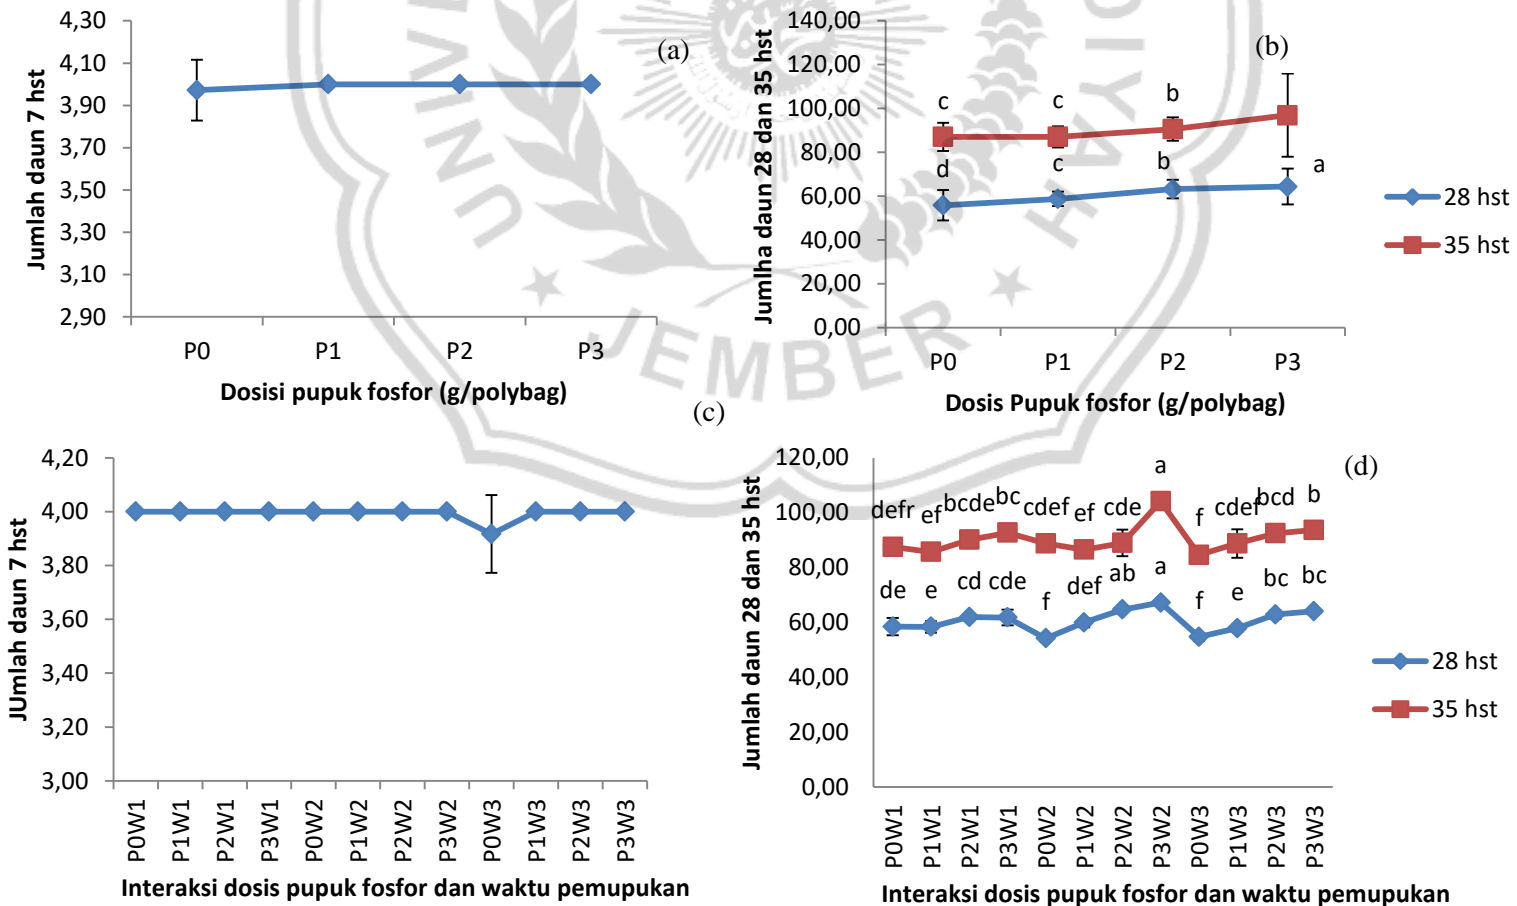 (a)
Jumlah daun 7 hst
4,30
4,10
3,90
3,70
3,50
3,30
3,10
2,90
P0 P1 P2 P3
Dosisi pupuk fosfor (g/polybag)
(b)
Jumlha daun 28 dan 35 hst
140,00
120,00
100,00
80,00
60,00
40,00
20,00
0,00
c c b
d c b a
P0 P1 P2 P3
Dosis Pupuk fosfor (g/polybag)
28 hst
35 hst
(c)
JUmlah daun 7 hst
4,20
4,00
3,80
3,60
3,40
3,20
3,00
P0W1 P1W1 P2W1 P3W1 P0W2 P1W2 P2W2 P3W2 P0W3 P1W3 P2W3 P3W3
Interaksi dosis pupuk fosfor dan waktu pemupukan
(d)
Jumlah daun 28 dan 35 hst
120,00
100,00
80,00
60,00
40,00
20,00
0,00
defr ef bcde bc cdef ef cde a f cdef bcd b
de e cd cde f def ab a f e bc bc
P0W1 P1W1 P2W1 P3W1 P0W2 P1W2 P2W2 P3W2 P0W3 P1W3 P2W3 P3W3
Interaksi dosis pupuk fosfor dan waktu pemupukan
28 hst
35 hst
JEMBER